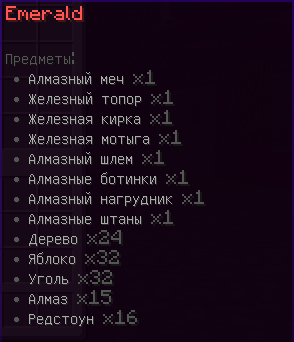 Emerald
Предметы:
• Алмазный меч x1
• Железный топор x1
• Железная кирка x1
• Железная мотыга x1
• Алмазный шлем x1
• Алмазные ботинки x1
• Алмазный нагрудник x1
• Алмазные штаны x1
• Дерево x24
• Яблоко x32
• Уголь x32
• Алмаз x15
• Редстоун x16